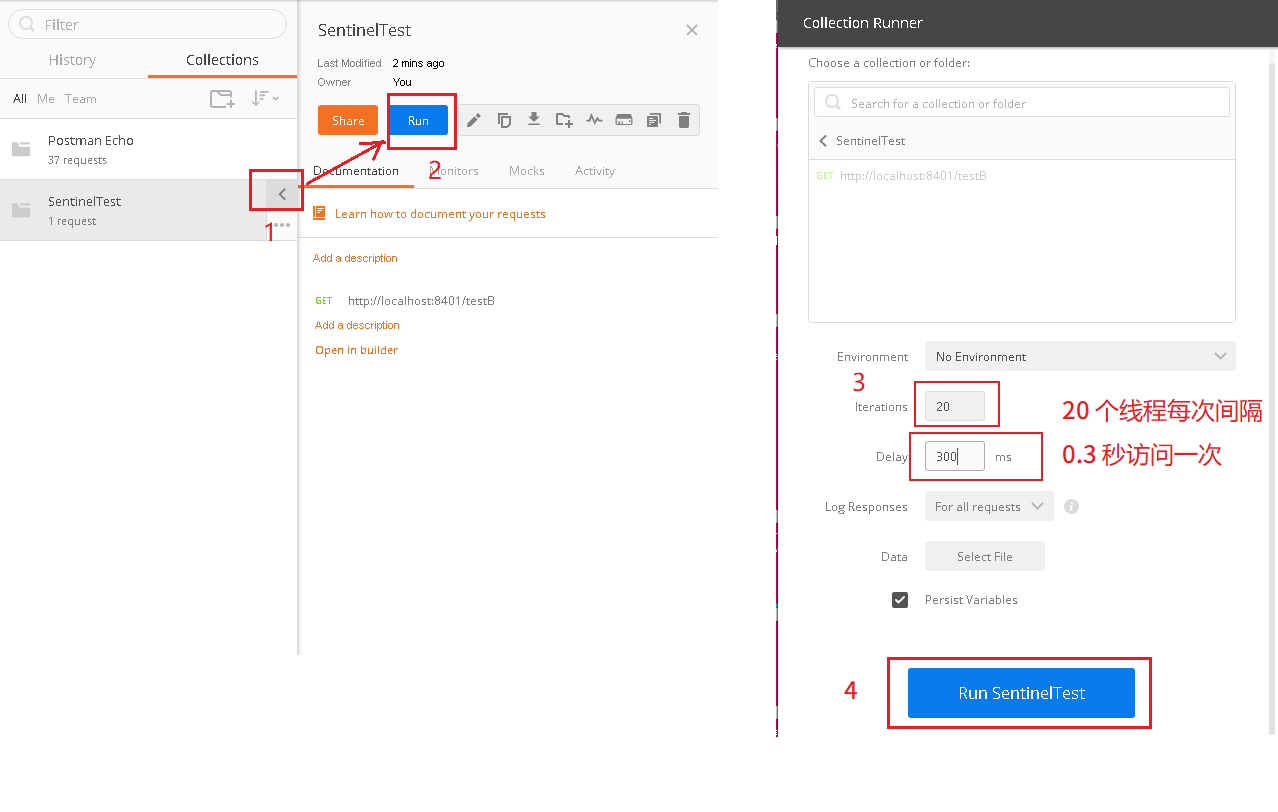 Filter
History
Collections
All
Me
Team
Postman Echo
37 requests
SentinelTest
1 request
1
SentinelTest
Last Modified 2 mins ago
Owner You
Share
Run
2
Documentation
Monitors
Mocks
Activity
Learn how to document your requests
Add a description
GET http://localhost:8401/testB
Add a description
Open in builder
Collection Runner
Choose a collection or folder:
Search for a collection or folder
SentinelTest
GET http://localhost:8401/testB
Environment No Environment
3
Iterations 20
20 个线程每次间隔
Delay 300 ms
0.3 秒访问一次
Log Responses For all requests
Data Select File
Persist Variables
4
Run SentinelTest